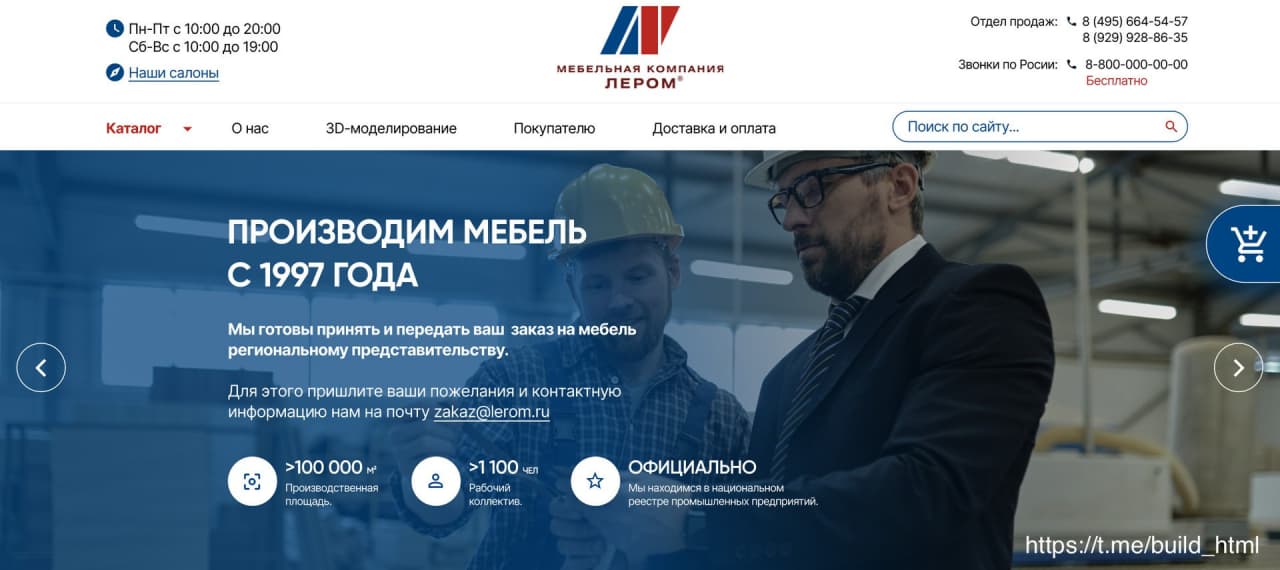 Пн-Пт с 10:00 до 20:00
Сб-Вс с 10:00 до 19:00
Наши салоны
МЕБЕЛЬНАЯ КОМПАНИЯ
ЛЕРОМ®
Отдел продаж: 8 (495) 664-54-57
8 (929) 928-86-35
Звонки по Росии: 8-800-000-00-00
Бесплатно
Каталог О нас 3D-моделирование Покупателю Доставка и оплата Поиск по сайту...
ПРОИЗВОДИМ МЕБЕЛЬ
С 1997 ГОДА
Мы готовы принять и передать ваш заказ на мебель
региональному представительству.
Для этого пришлите ваши пожелания и контактную
информацию нам на почту zakaz@lerom.ru
>100 000 м²
Производственная
площадь.
>1 100 чел
Рабочий
коллектив.
ОФИЦИАЛЬНО
Мы находимся в национальном
реестре промышленных предприятий.
https://t.me/build_html